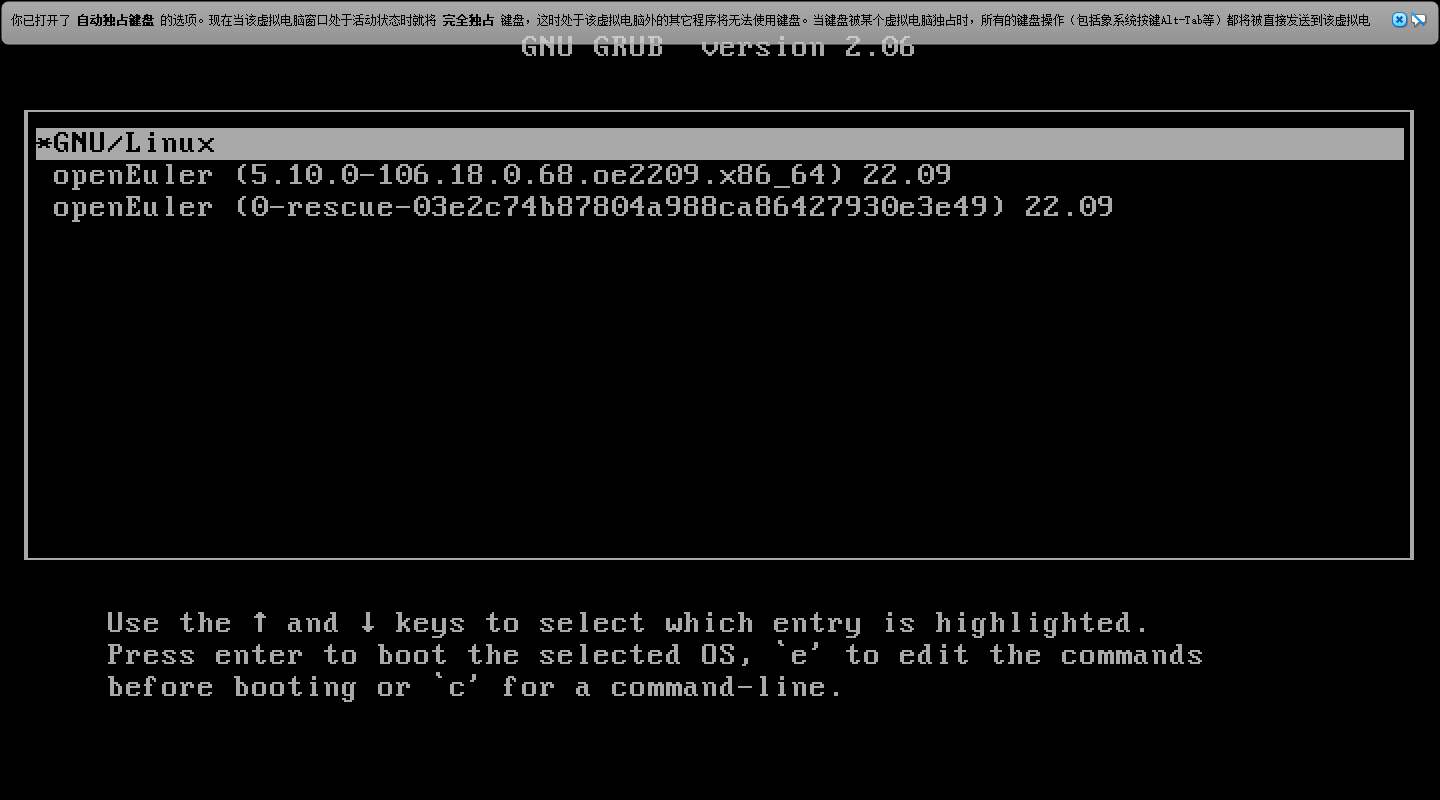 你已打开了 自动独占键盘 的选项。现在当该虚拟电脑窗口处于活动状态时就将 完全独占 键盘，这时处于该虚拟电脑外的其它程序将无法使用键盘。当键盘被某个虚拟电脑独占时，所有的键盘操作（包括象系统按键Alt-Tab等）都将被直接发送到该虚拟电
GNU GRUB  version 2.06
*GNU/Linux
openEuler (5.10.0-106.18.0.68.oe2209.x86_64) 22.09
openEuler (0-rescue-03e2c74b87804a988ca86427930e3e49) 22.09
Use the ↑ and ↓ keys to select which entry is highlighted.
Press enter to boot the selected OS, `e' to edit the commands
before booting or `c' for a command-line.